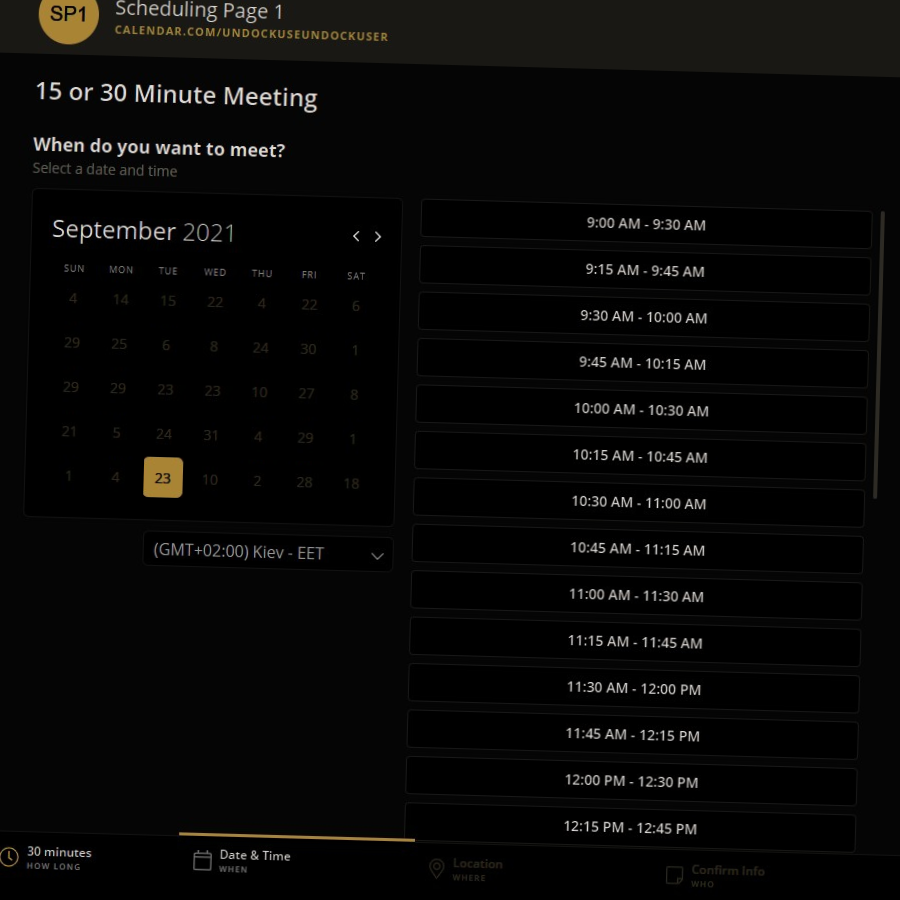 SP1
Scheduling Page 1
CALENDAR.COM/UNDOCKUSEUNDOCKUSER
15 or 30 Minute Meeting
When do you want to meet?
Select a date and time
September 2021
SUN MON TUE WED THU FRI SAT
4 14 15 22 4 22 6
29 25 6 8 24 30 1
29 29 23 23 10 27 8
21 5 24 31 4 29 1
1 4 23 10 2 28 18
(GMT+02:00) Kiev - EET
9:00 AM - 9:30 AM
9:15 AM - 9:45 AM
9:30 AM - 10:00 AM
9:45 AM - 10:15 AM
10:00 AM - 10:30 AM
10:15 AM - 10:45 AM
10:30 AM - 11:00 AM
10:45 AM - 11:15 AM
11:00 AM - 11:30 AM
11:15 AM - 11:45 AM
11:30 AM - 12:00 PM
11:45 AM - 12:15 PM
12:00 PM - 12:30 PM
12:15 PM - 12:45 PM
30 minutes
HOW LONG
Date & Time
WHEN
Location
WHERE
Confirm Info
WHO